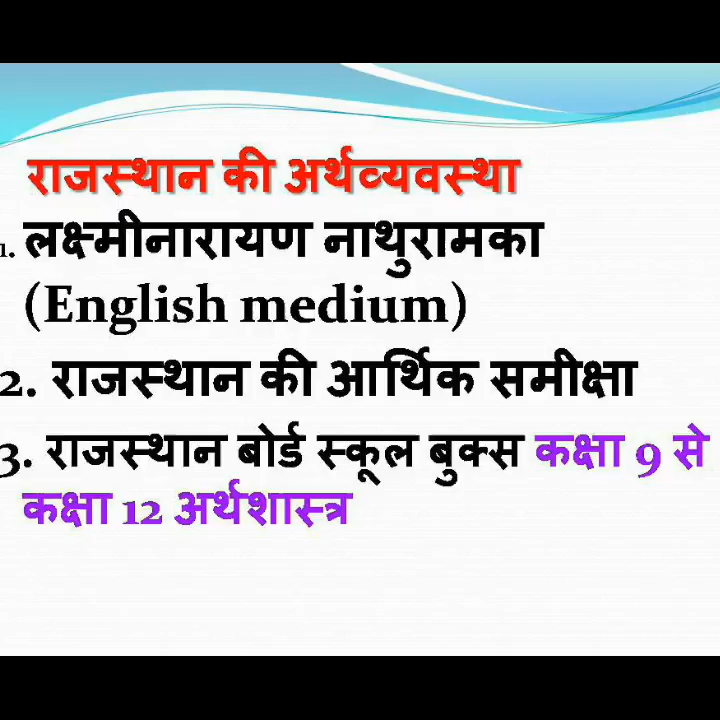 राजस्थान की अर्थव्यवस्था
1. लक्ष्मीनारायण नाथुरामका
(English medium)
2. राजस्थान की आर्थिक समीक्षा
3. राजस्थान बोर्ड स्कूल बुक्स कक्षा 9 से
कक्षा 12 अर्थशास्त्र